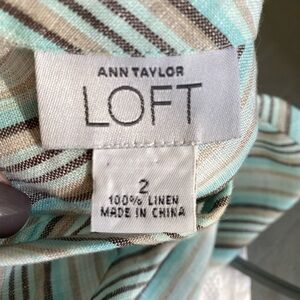 ANN TAYLOR
LOFT
2
100% LINEN
MADE IN CHINA